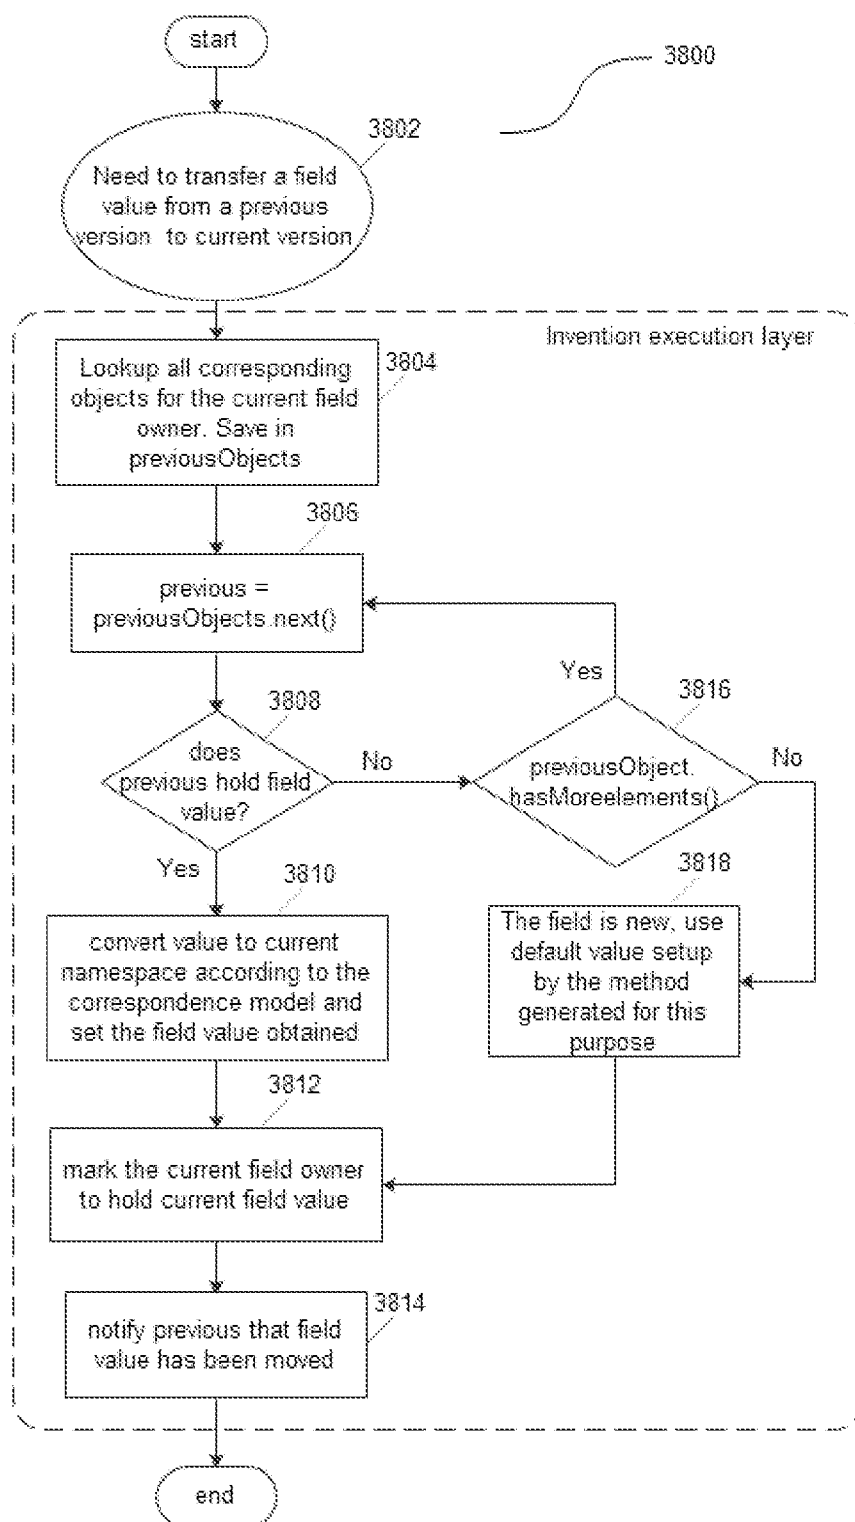 start
3800
3802
Need to transfer a field
value from a previous
version to current version
Invention execution layer
Lookup all corresponding
objects for the current field
owner. Save in
previousObjects
3804
3806
previous =
previousObjects.next()
Yes
3808
does
previous hold field
value?
No
3816
previousObject.
hasMoreelements()
No
Yes
3810
convert value to current
namespace according to the
correspondence model and
set the field value obtained
3818
The field is new, use
default value setup
by the method
generated for this
purpose
3812
mark the current field owner
to hold current field value
3814
notify previous that field
value has been moved
end